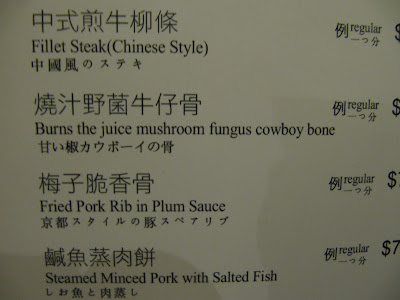 中式煎牛柳條 例regular $
Fillet Steak(Chinese Style) 一つ分
中國風のステキ
燒汁野菌牛仔骨 例regular $
Burns the juice mushroom fungus cowboy bone 一つ分
甘い椒カウボーイの骨
梅子脆香骨 例regular $7
Fried Pork Rib in Plum Sauce 一つ分
京都スタイルの豚スペアリブ
鹹魚蒸肉餅 例regular $7
Steamed Minced Pork with Salted Fish 一つ分
しお魚と肉蒸し